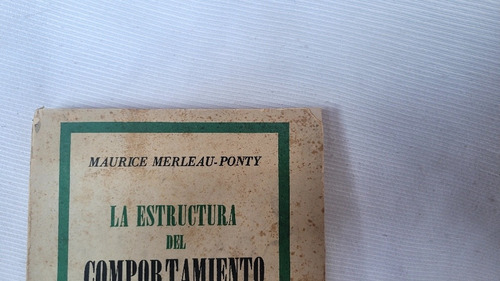 MAURICE MERLEAU-PONTY
LA ESTRUCTURA
DEL
COMPORTAMIENTO